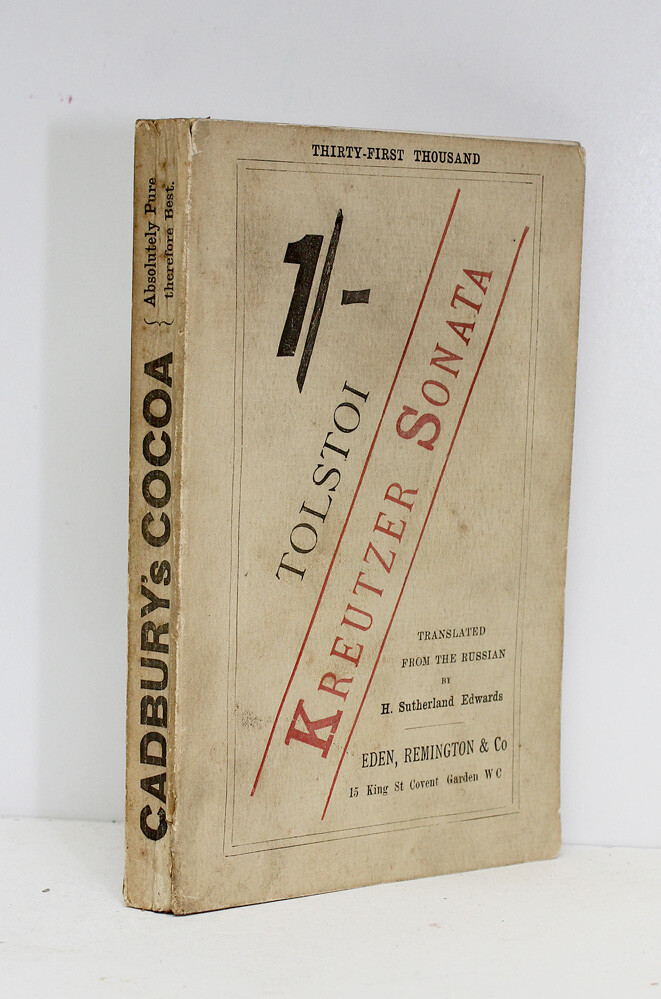 THIRTY-FIRST THOUSAND
1/-
TOLSTOI
KREUTZER SONATA
TRANSLATED
FROM THE RUSSIAN
BY
H. Sutherland Edwards
EDEN, REMINGTON & Co
15 King St Covent Garden W C
CADBURY's COCOA
{ Absolutely Pure
therefore Best. }